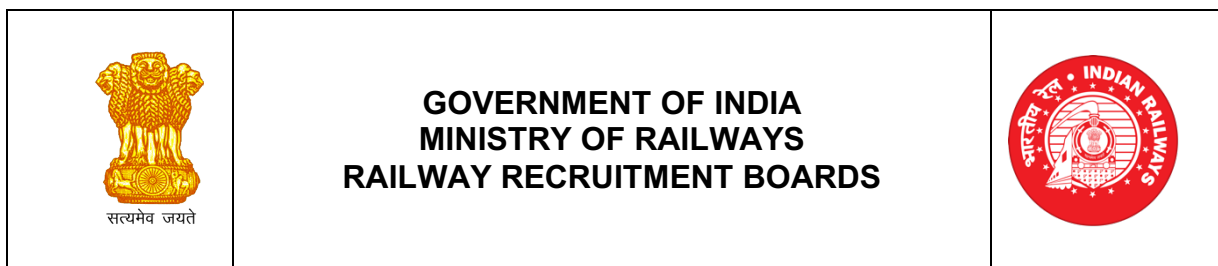 सत्यमेव जयते
GOVERNMENT OF INDIA
MINISTRY OF RAILWAYS
RAILWAY RECRUITMENT BOARDS
भारतीय रेल • INDIAN RAILWAYS